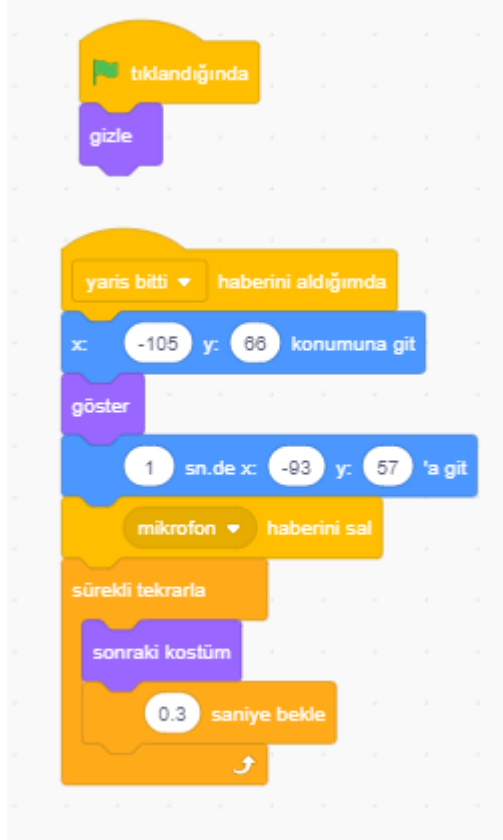 tıklandığında
gizle
yaris bitti haberini aldığımda
x: -105 y: 66 konumuna git
göster
1 sn.de x: -93 y: 57 'a git
mikrofon haberini sal
sürekli tekrarla
sonraki kostüm
0.3 saniye bekle